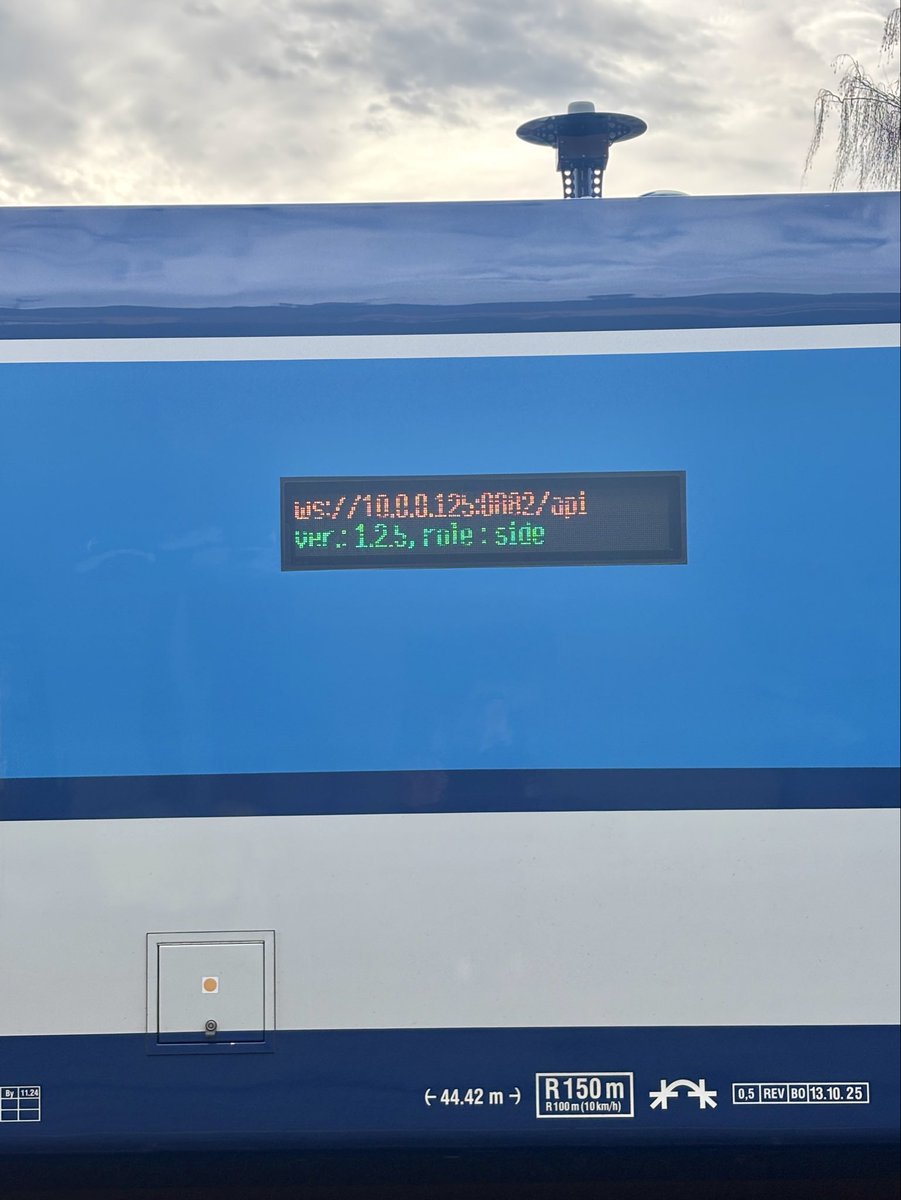 ws://10.0.0.125:8082/api
ver.: 1.2.5, role : side
By 11.24
⟨- 44.42 m -⟩
R 150 m
R 100 m (10 km/h)
0,5 REV BO 13.10.25